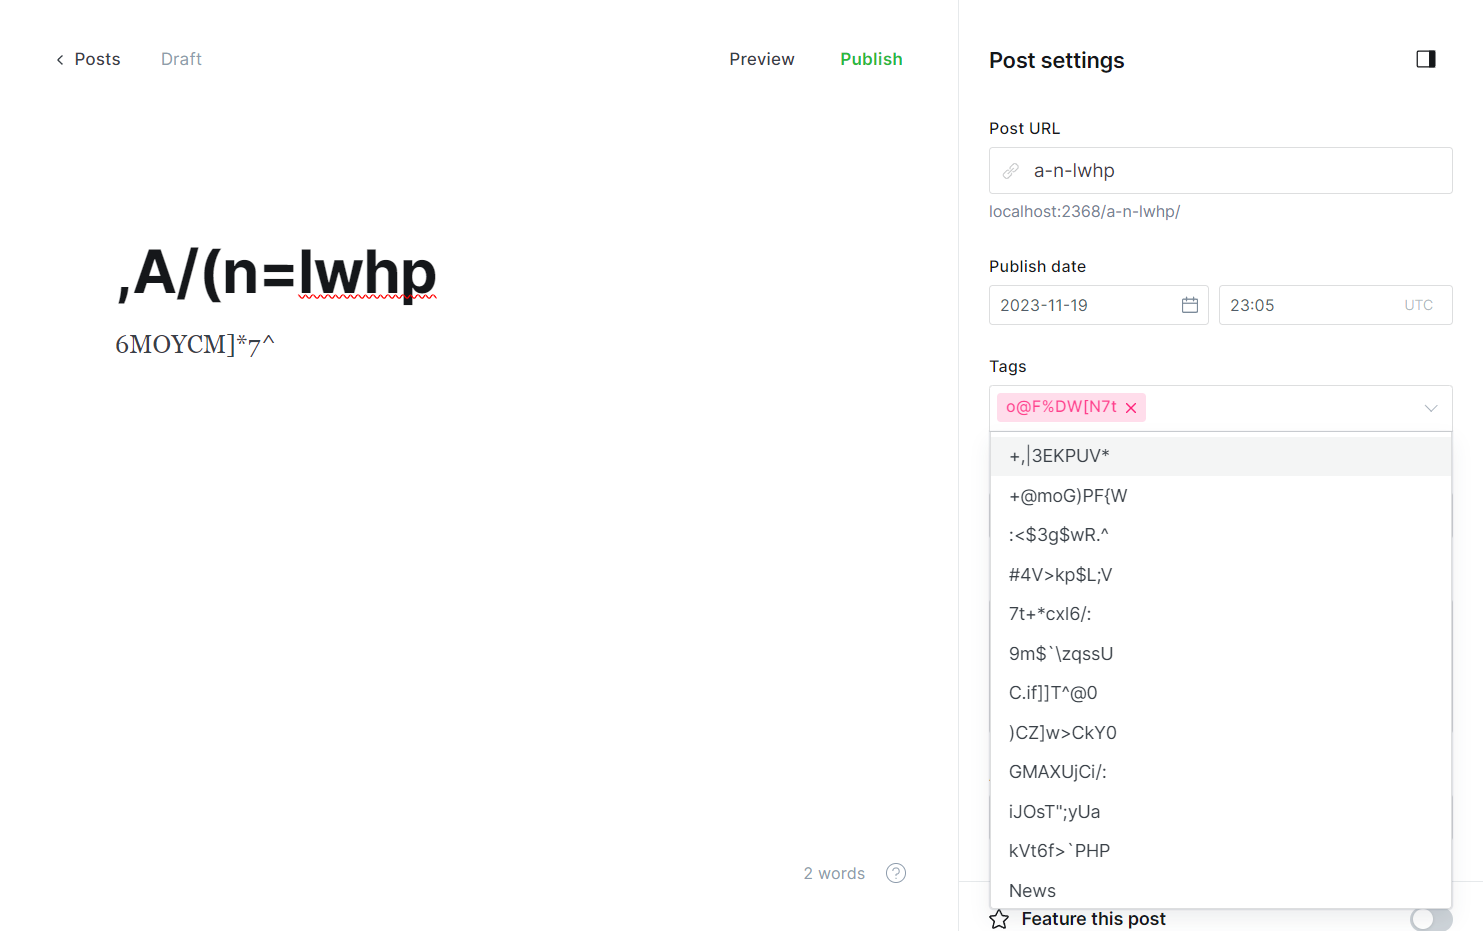 Posts
Draft
Preview
Publish
,A/(n=lwhp
6MOYCM]*7^
2 words
?
Post settings
Post URL
a-n-lwhp
localhost:2368/a-n-lwhp/
Publish date
2023-11-19
23:05
UTC
Tags
o@F%DW[N7t
+,|3EKPUV*
+@moG)PF{W
:<$3g$wR.^
#4V>kp$L;V
7t+*cxl6/:
9m$`\zqssU
C.if]]T^@0
)CZ]w>CkY0
GMAXUjCi/:
iJOsT";yUa
kVt6f>`PHP
News
Feature this post